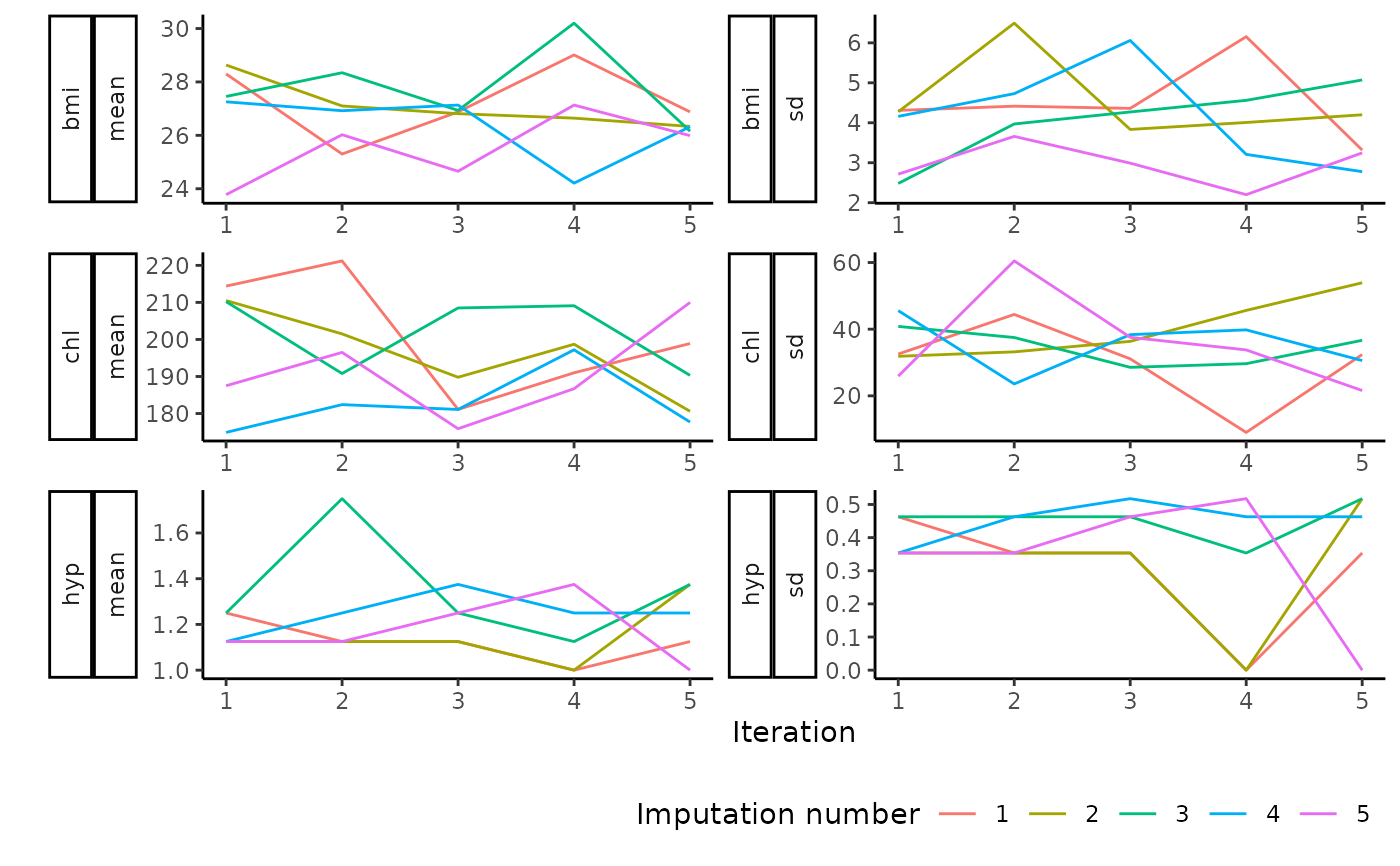 bmi mean
30
28
26
24
1 2 3 4 5
bmi sd
6
5
4
3
2
1 2 3 4 5
chl mean
220
210
200
190
180
1 2 3 4 5
chl sd
60
40
20
1 2 3 4 5
hyp mean
1.6
1.4
1.2
1.0
1 2 3 4 5
hyp sd
0.5
0.4
0.3
0.2
0.1
0.0
1 2 3 4 5
Iteration
Imputation number 1 2 3 4 5